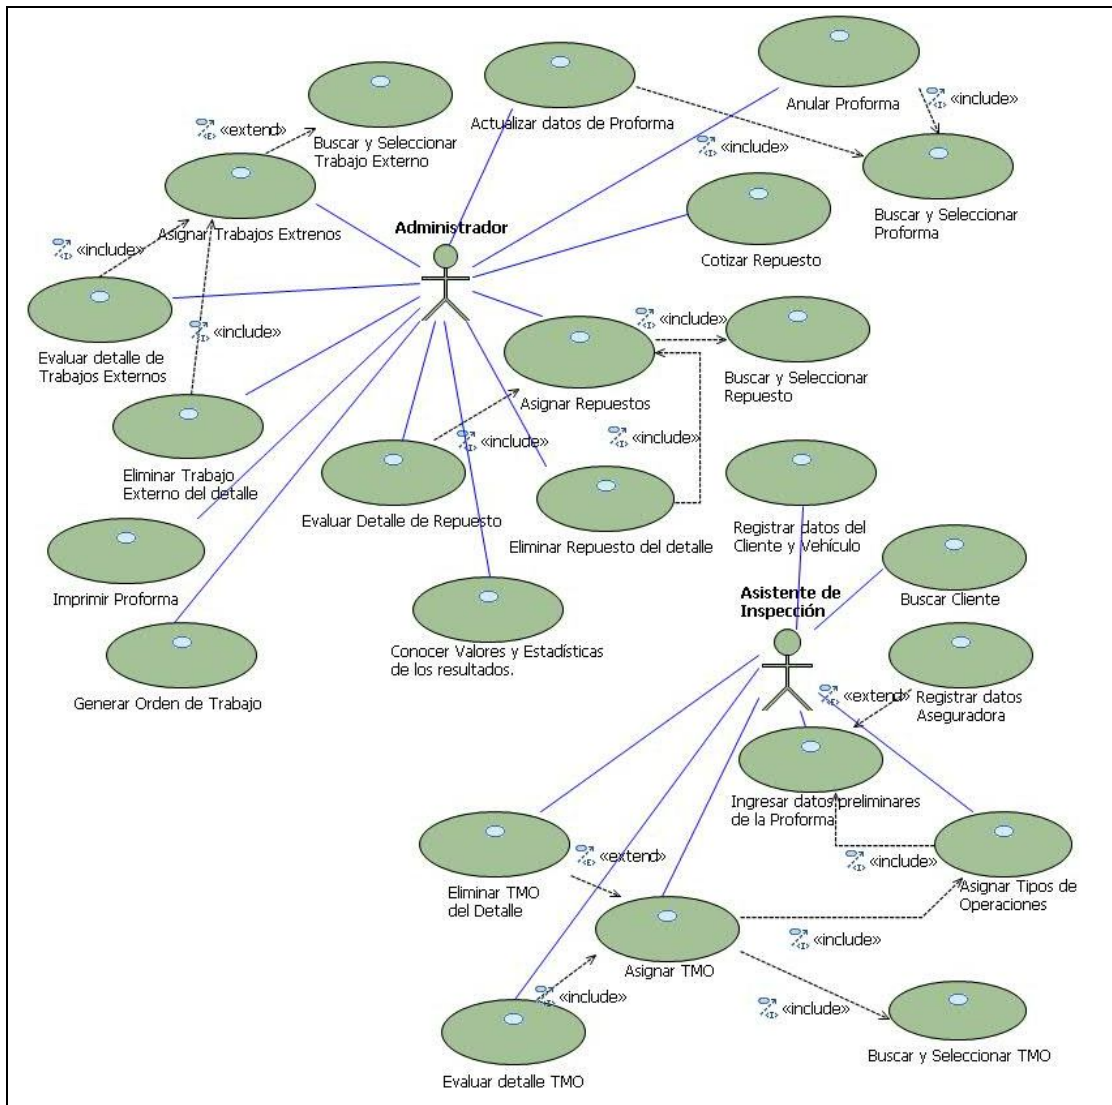 Actualizar datos de Proforma
Anular Proforma
«include»
«extend»
Buscar y Seleccionar
Trabajo Externo
«include»
Buscar y Seleccionar
Proforma
Asignar Trabajos Extrenos
Administrador
«include»
Cotizar Repuesto
«include»
Evaluar detalle de
Trabajos Externos
«include»
Buscar y Seleccionar
Repuesto
Asignar Repuestos
«include»
«include»
Eliminar Trabajo
Externo del detalle
Evaluar Detalle de Repuesto
Eliminar Repuesto del detalle
Registrar datos del
Cliente y Vehículo
Imprimir Proforma
Buscar Cliente
Asistente de
Inspección
Conocer Valores y Estadísticas
de los resultados.
Generar Orden de Trabajo
«extend»
Registrar datos
Aseguradora
Ingresar datos preliminares
de la Proforma
«extend»
«include»
Eliminar TMO
del Detalle
Asignar Tipos de
Operaciones
«include»
Asignar TMO
«include»
«include»
Buscar y Seleccionar TMO
Evaluar detalle TMO